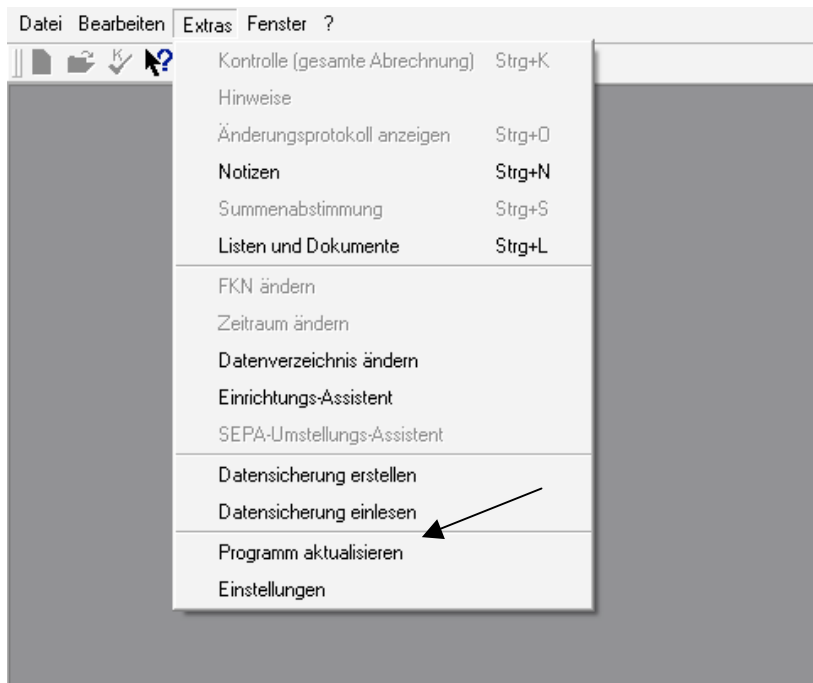 Datei Bearbeiten Extras Fenster ?
Kontrolle (gesamte Abrechnung) Strg+K
Hinweise
Änderungsprotokoll anzeigen Strg+O
Notizen Strg+N
Summenabstimmung Strg+S
Listen und Dokumente Strg+L
FKN ändern
Zeitraum ändern
Datenverzeichnis ändern
Einrichtungs-Assistent
SEPA-Umstellungs-Assistent
Datensicherung erstellen
Datensicherung einlesen
Programm aktualisieren
Einstellungen